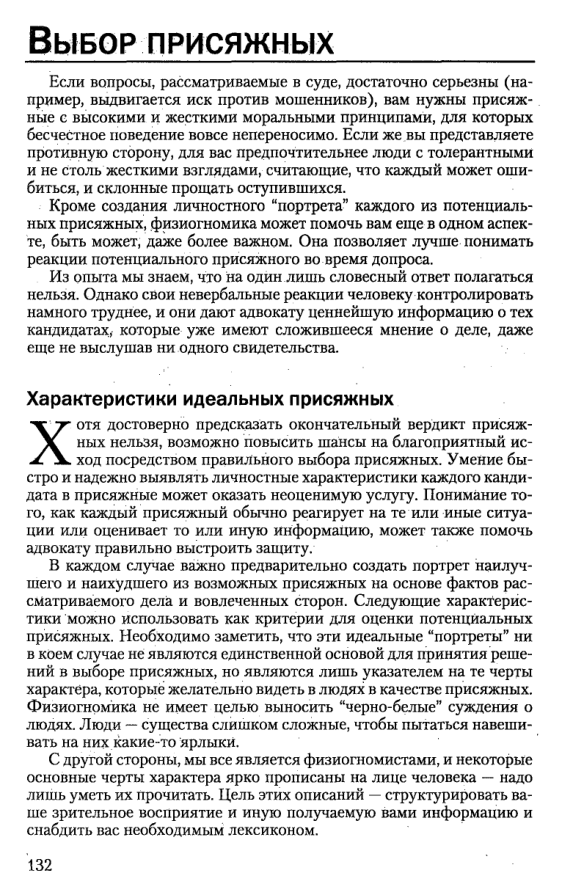 Выбор присяжных
Если вопросы, рассматриваемые в суде, достаточно серьезны (на-
пример, выдвигается иск против мошенников), вам нужны присяж-
ные с высокими и жесткими моральными принципами, для которых
бесчестное поведение вовсе непереносимо. Если же вы представляете
противную сторону, для вас предпочтительнее люди с толерантными
и не столь жесткими взглядами, считающие, что каждый может оши-
биться, и склонные прощать оступившихся.
Кроме создания личностного “портрета” каждого из потенциаль-
ных присяжных, физиогномика может помочь вам еще в одном аспек-
те, быть может, даже более важном. Она позволяет лучше понимать
реакции потенциального присяжного во время допроса.
Из опыта мы знаем, что на один лишь словесный ответ полагаться
нельзя. Однако свои невербальные реакции человеку контролировать
намного труднее, и они дают адвокату ценнейшую информацию о тех
кандидатах, которые уже имеют сложившееся мнение о деле, даже
еще не выслушав ни одного свидетельства.
Характеристики идеальных присяжных
Хотя достоверно предсказать окончательный вердикт присяж-
ных нельзя, возможно повысить шансы на благоприятный ис-
ход посредством правильного выбора присяжных. Умение бы-
стро и надежно выявлять личностные характеристики каждого канди-
дата в присяжные может оказать неоценимую услугу. Понимание то-
го, как каждый присяжный обычно реагирует на те или иные ситуа-
ции или оценивает то или иную информацию, может также помочь
адвокату правильно выстроить защиту.
В каждом случае важно предварительно создать портрет наилуч-
шего и наихудшего из возможных присяжных на основе фактов рас-
сматриваемого дела и вовлеченных сторон. Следующие характерис-
тики можно использовать как критерии для оценки потенциальных
присяжных. Необходимо заметить, что эти идеальные “портреты” ни
в коем случае не являются единственной основой для принятия реше-
ний в выборе присяжных, но являются лишь указателем на те черты
характера, которые желательно видеть в людях в качестве присяжных.
Физиогномика не имеет целью выносить “черно-белые” суждения о
людях. Люди — существа слишком сложные, чтобы пытаться навеши-
вать на них какие-то ярлыки.
С другой стороны, мы все является физиогномистами, и некоторые
основные черты характера ярко прописаны на лице человека — надо
лишь уметь их прочитать. Цель этих описаний — структурировать ва-
ше зрительное восприятие и иную получаемую вами информацию и
снабдить вас необходимым лексиконом.
132